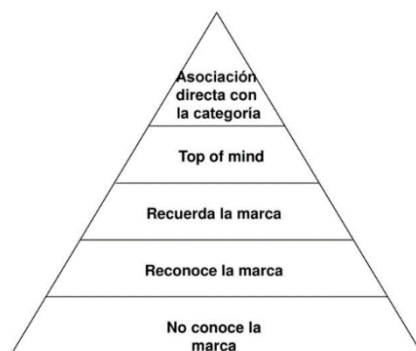 Asociación
directa con
la categoría
Top of mind
Recuerda la marca
Reconoce la marca
No conoce la
marca